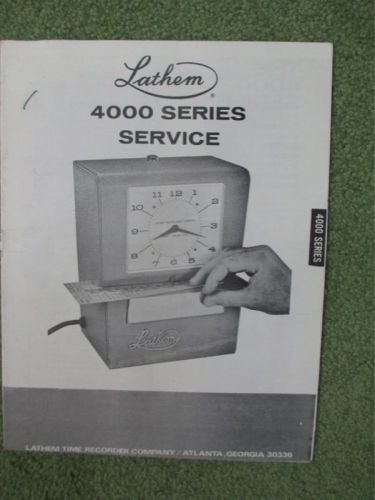 Lathem
®
4000 SERIES
SERVICE
11 12 1
10 2
9 3
8 4
7 6 5
4000 SERIES
Lathem
LATHEM TIME RECORDER COMPANY / ATLANTA, GEORGIA 30336